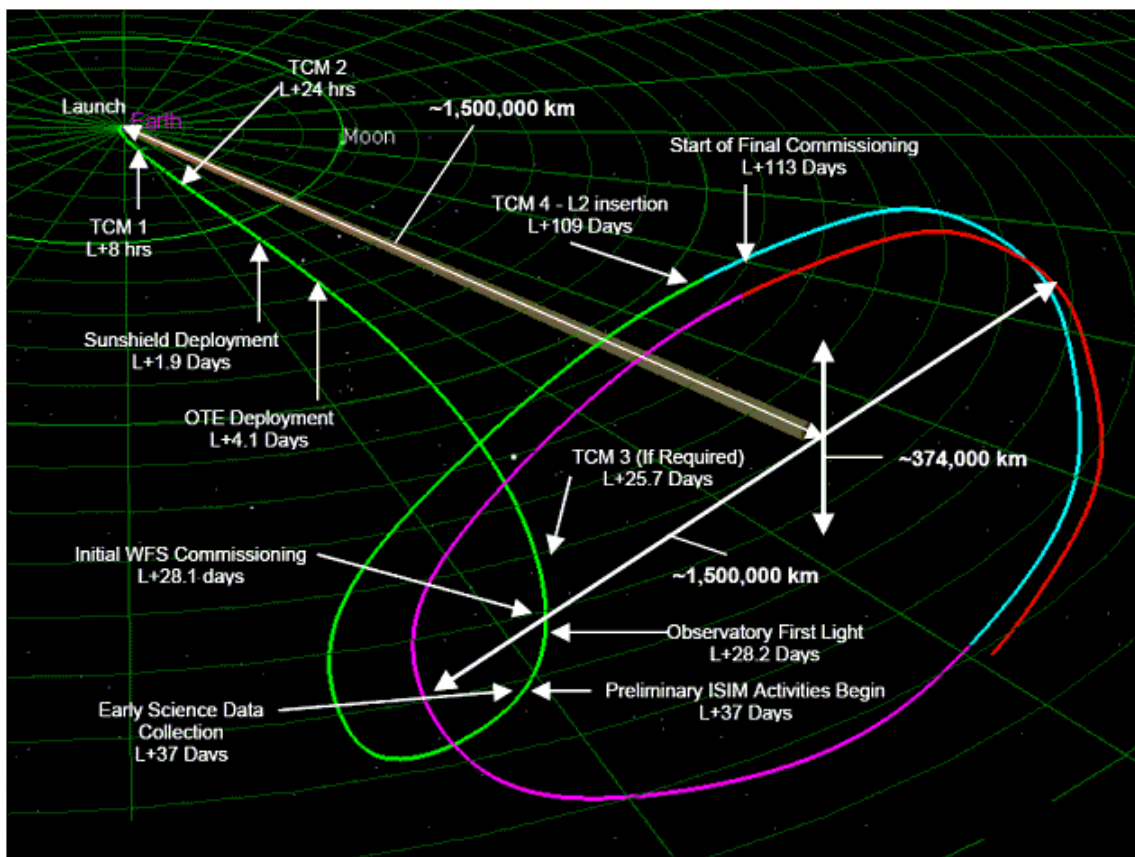 TCM 2
L+24 hrs
Launch
Earth
~1,500,000 km
Moon
Start of Final Commissioning
L+113 Days
TCM 1
L+8 hrs
TCM 4 - L2 insertion
L+109 Days
Sunshield Deployment
L+1.9 Days
OTE Deployment
L+4.1 Days
TCM 3 (If Required)
L+25.7 Days
~374,000 km
Initial WFS Commissioning
L+28.1 days
~1,500,000 km
Observatory First Light
L+28.2 Days
Preliminary ISIM Activities Begin
L+37 Days
Early Science Data
Collection
L+37 Days